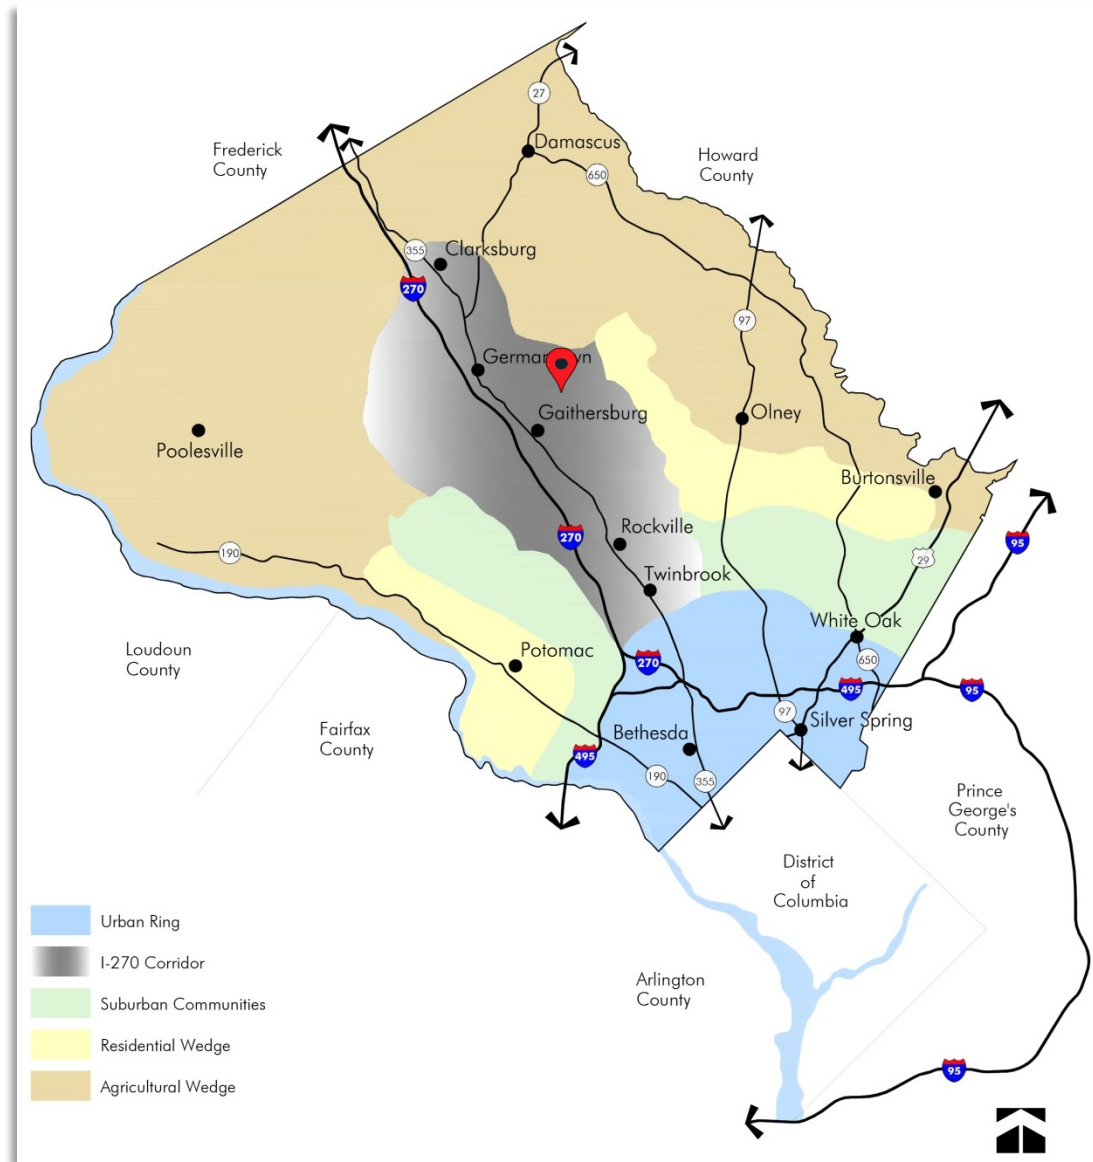 27
Damascus
Frederick
County
Howard
County
650
355
Clarksburg
270
97
Germantown
Gaithersburg
Olney
Poolesville
Burtonsville
270
Rockville
95
190
29
Twinbrook
White Oak
Loudoun
County
Potomac
270
650
495
95
97
Silver Spring
Fairfax
County
Bethesda
495
190
355
Prince
George's
County
District
of
Columbia
Urban Ring
I-270 Corridor
Arlington
County
Suburban Communities
Residential Wedge
95
Agricultural Wedge